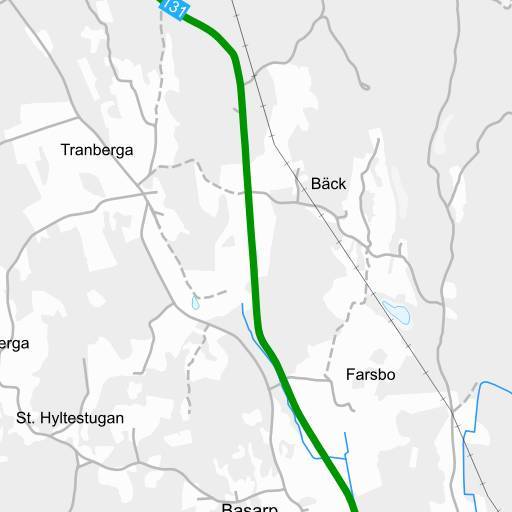 131
Tranberga
Bäck
erga
Farsbo
St. Hyltestugan
Basarp